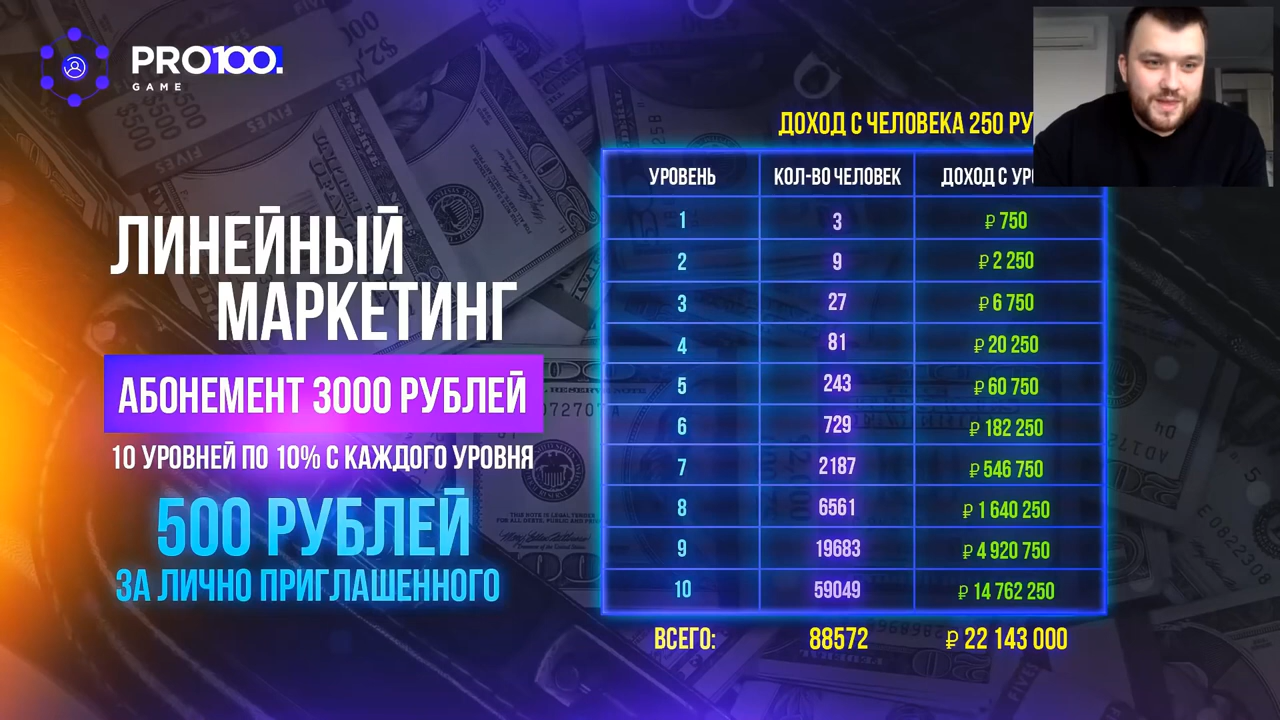 PRO100.
GAME
ДОХОД С ЧЕЛОВЕКА 250
ЛИНЕЙНЫЙ
МАРКЕТИНГ
АБОНЕМЕНТ 3000 РУБЛЕЙ
10 УРОВНЕЙ ПО 10% С КАЖДОГО УРОВНЯ
500 РУБЛЕЙ
ЗА ЛИЧНО ПРИГЛАШЕННОГО
УРОВЕНЬ КОЛ-ВО ЧЕЛОВЕК ДОХОД С
1 3 ₽ 750
2 9 ₽ 2 250
3 27 ₽ 6 750
4 81 ₽ 20 250
5 243 ₽ 60 750
6 729 ₽ 182 250
7 2187 ₽ 546 750
8 6561 ₽ 1 640 250
9 19683 ₽ 4 920 750
10 59049 ₽ 14 762 250
ВСЕГО: 88572 ₽ 22 143 000